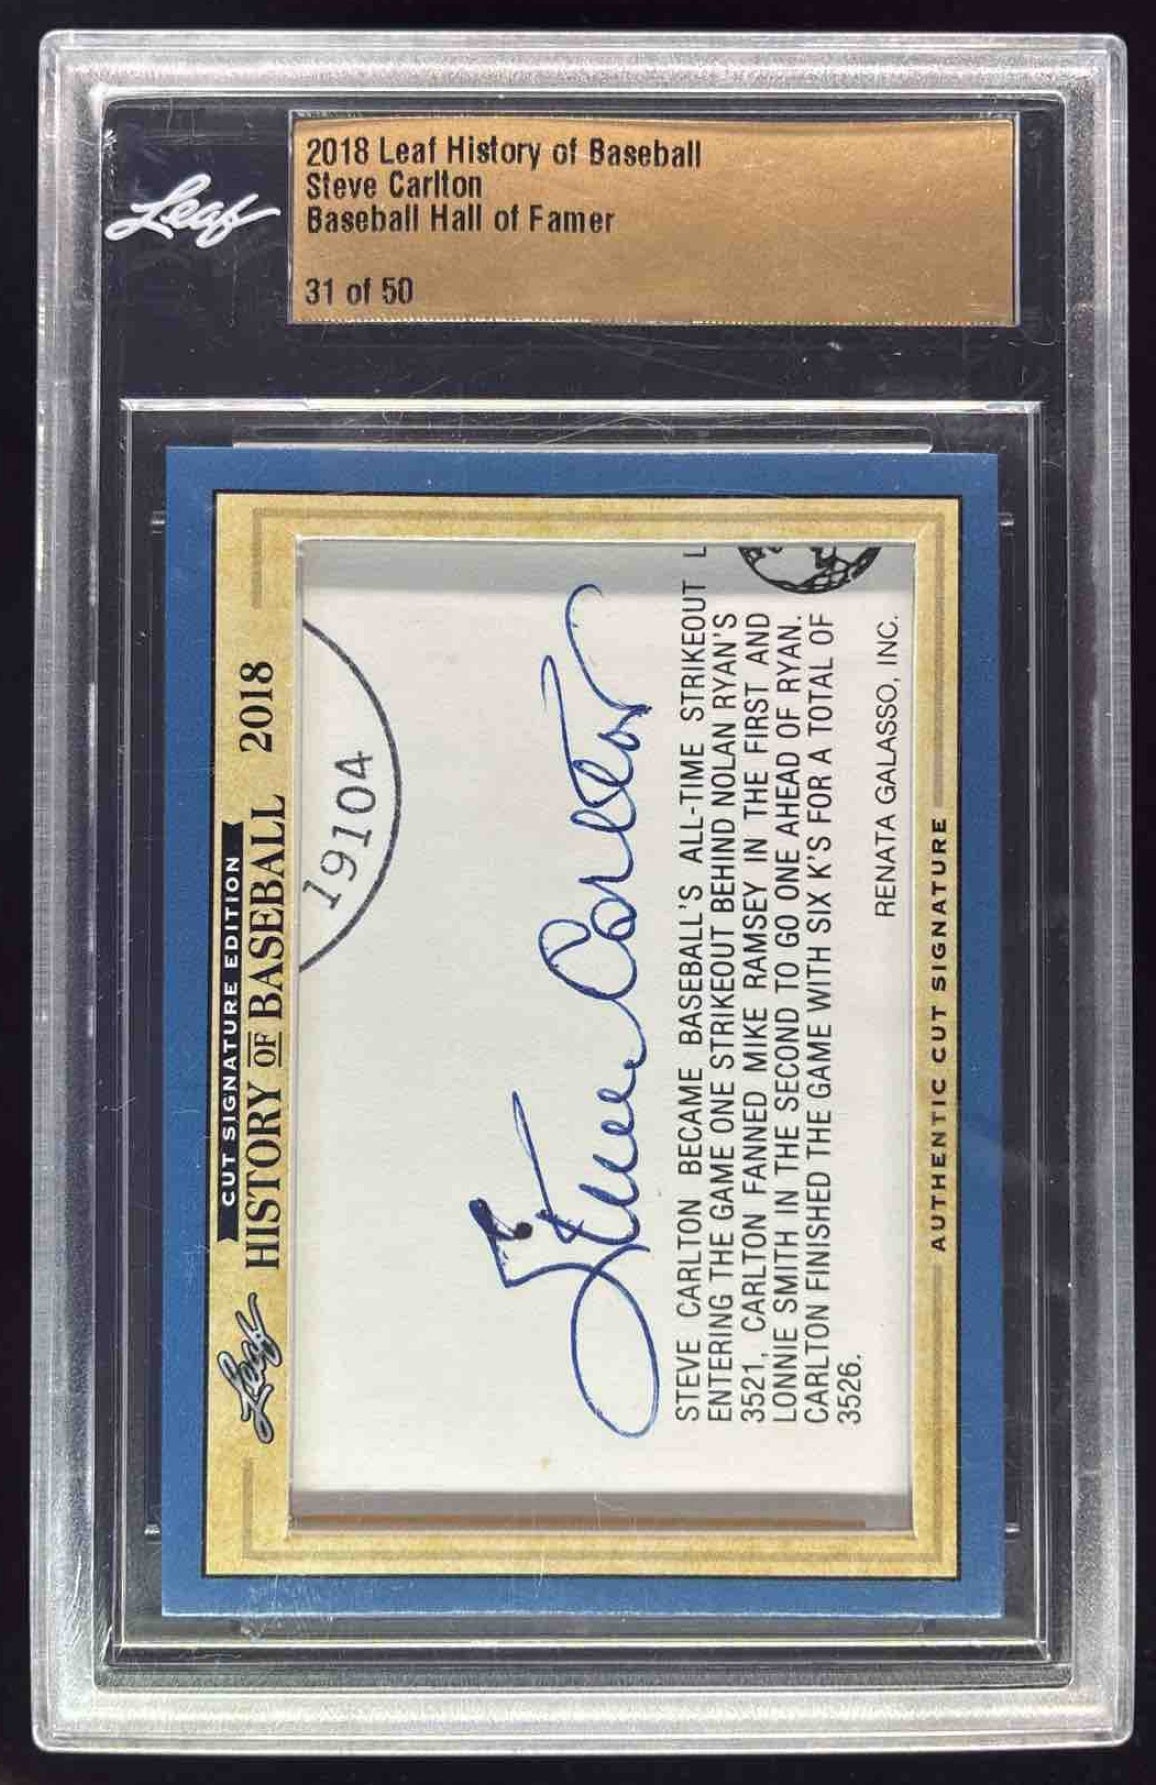 Leaf
2018 Leaf History of Baseball
Steve Carlton
Baseball Hall of Famer
31 of 50
Leaf
CUT SIGNATURE EDITION
HISTORY OF BASEBALL 2018
19104
Steve Carlton
STEVE CARLTON BECAME BASEBALL'S ALL-TIME STRIKEOUT L
ENTERING THE GAME ONE STRIKEOUT BEHIND NOLAN RYAN'S
3521, CARLTON FANNED MIKE RAMSEY IN THE FIRST AND
LONNIE SMITH IN THE SECOND TO GO ONE AHEAD OF RYAN.
CARLTON FINISHED THE GAME WITH SIX K'S FOR A TOTAL OF
3526.
RENATA GALASSO, INC.
AUTHENTIC CUT SIGNATURE